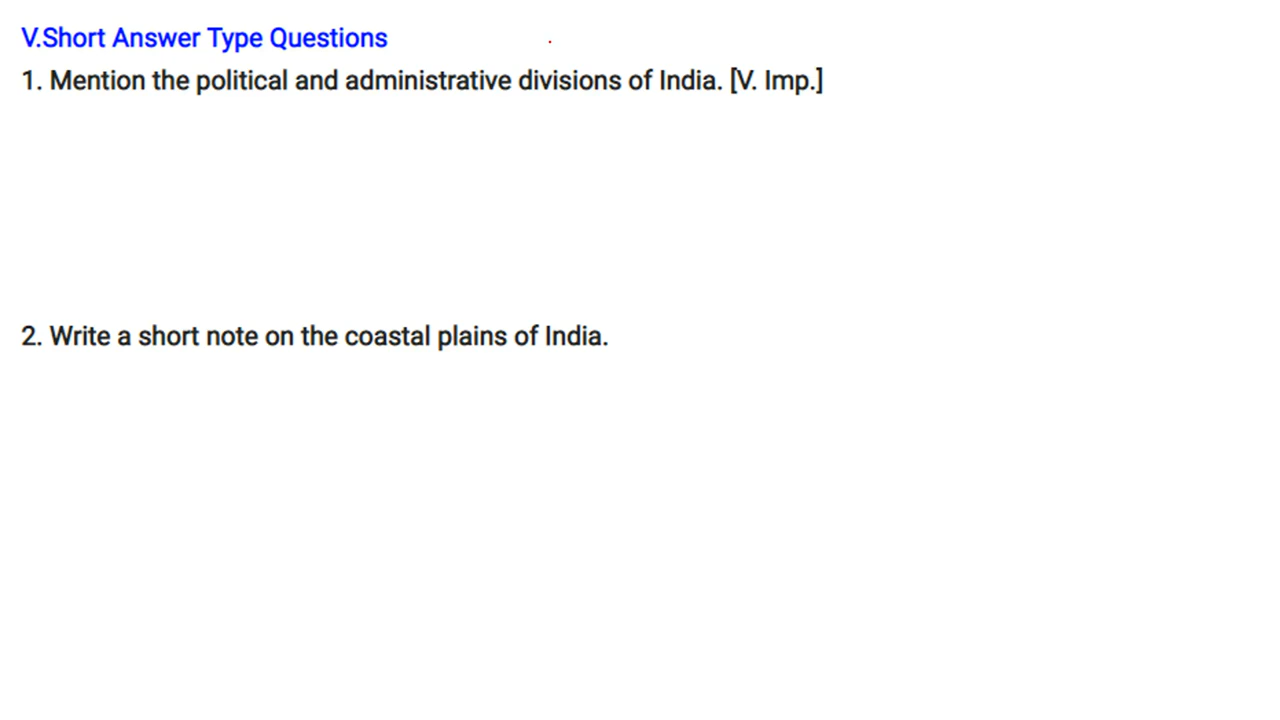 V.Short Answer Type Questions
1. Mention the political and administrative divisions of India. [V. Imp.]
2. Write a short note on the coastal plains of India.